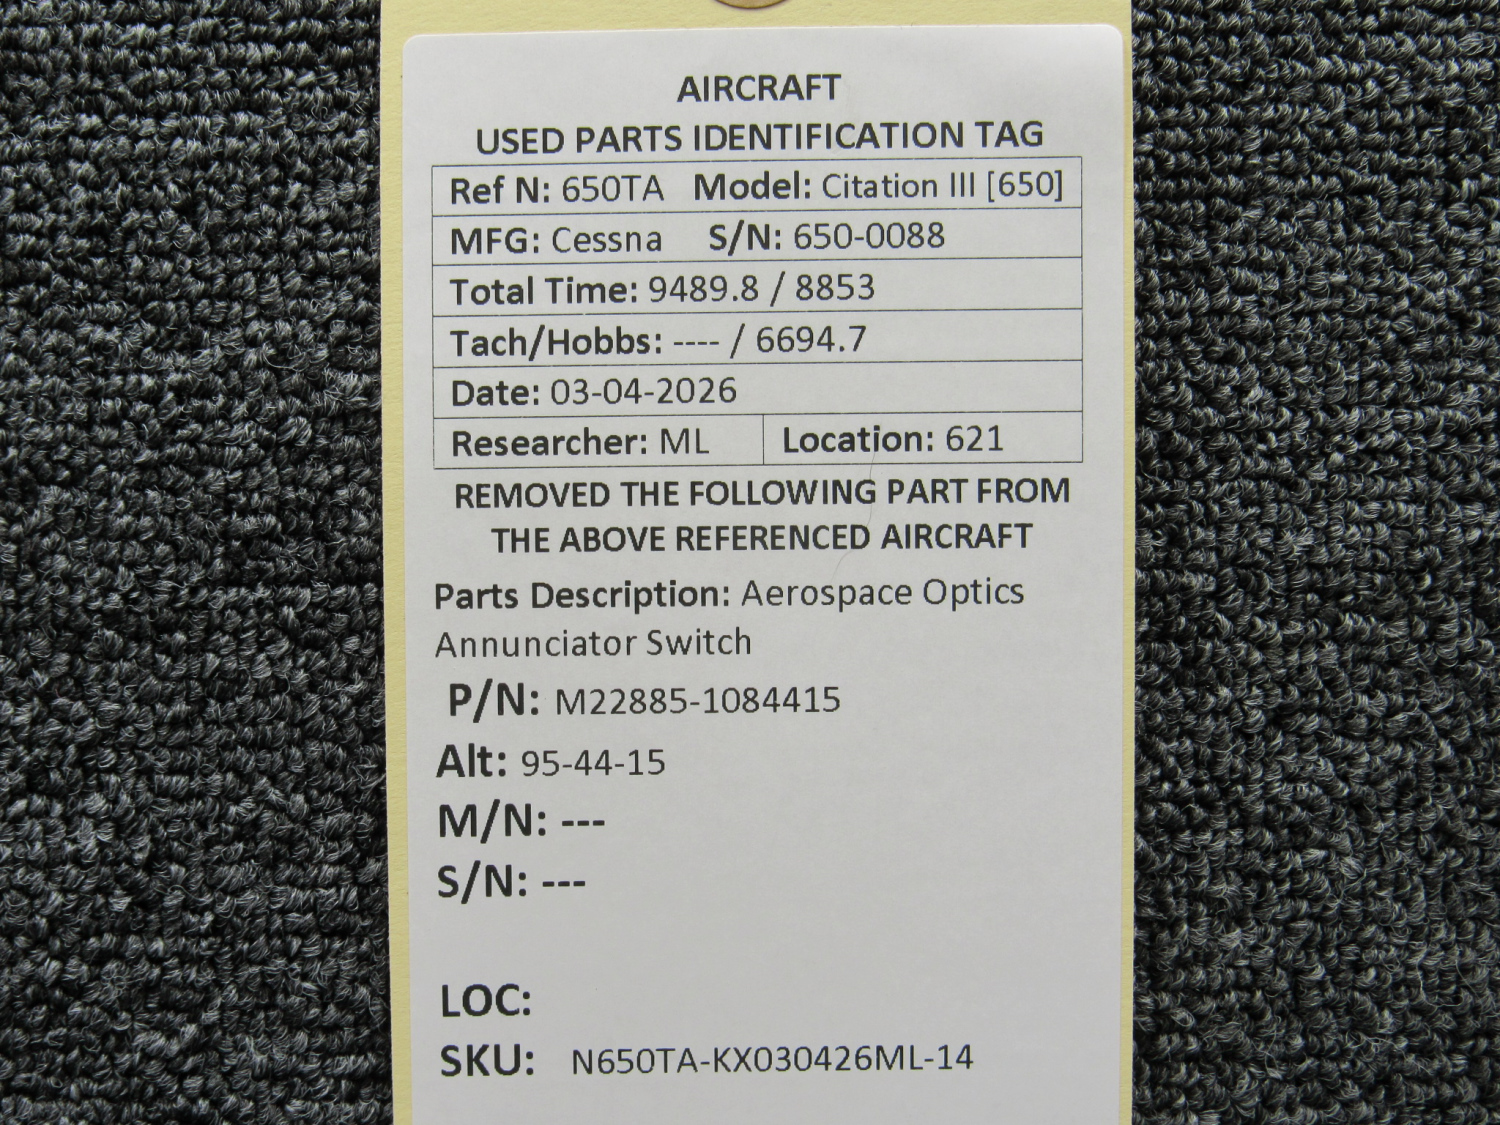 AIRCRAFT
USED PARTS IDENTIFICATION TAG
Ref N: 650TA Model: Citation III [650]
MFG: Cessna S/N: 650-0088
Total Time: 9489.8 / 8853
Tach/Hobbs: ---- / 6694.7
Date: 03-04-2026
Researcher: ML Location: 621
REMOVED THE FOLLOWING PART FROM
THE ABOVE REFERENCED AIRCRAFT
Parts Description: Aerospace Optics
Annunciator Switch
P/N: M22885-1084415
Alt: 95-44-15
M/N: ---
S/N: ---
LOC:
SKU: N650TA-KX030426ML-14